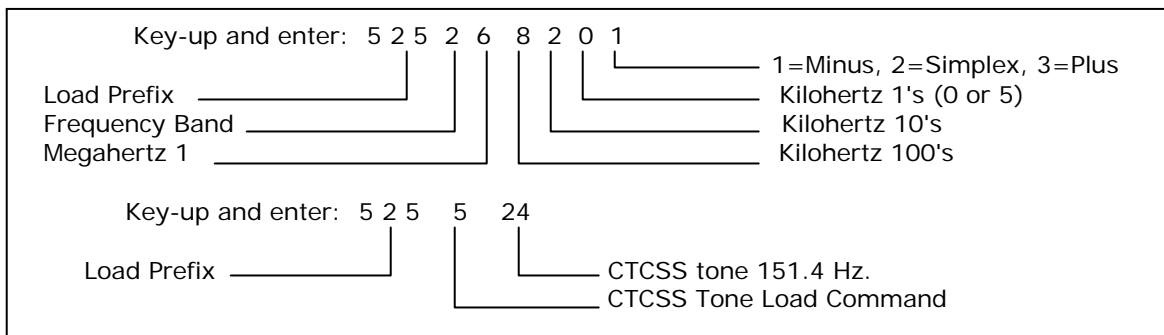 Key-up and enter: 5 2 5 2 6 8 2 0 1
1=Minus, 2=Simplex, 3=Plus
Load Prefix Kilohertz 1's (0 or 5)
Frequency Band Kilohertz 10's
Megahertz 1 Kilohertz 100's
Key-up and enter: 5 2 5 5 24
Load Prefix CTCSS tone 151.4 Hz.
CTCSS Tone Load Command